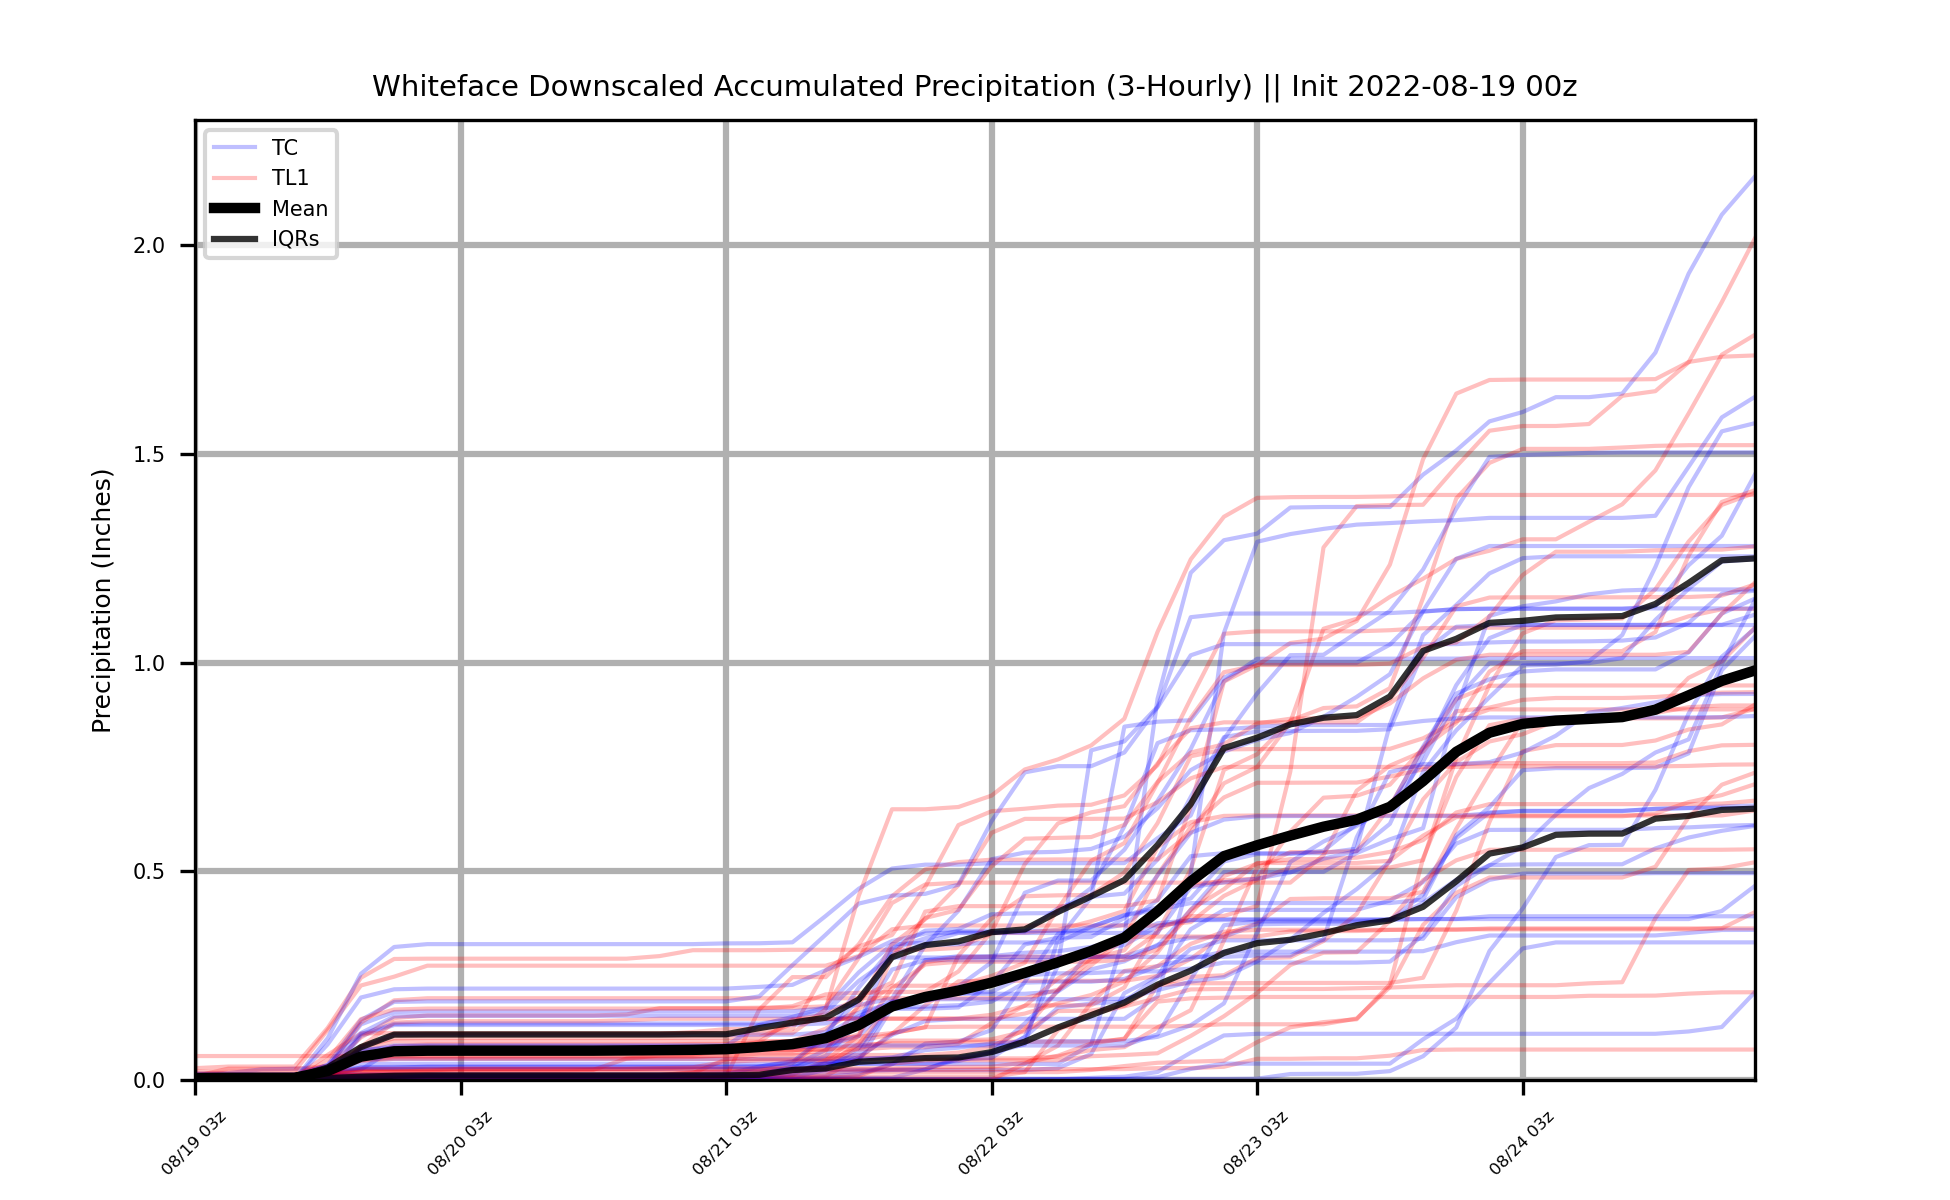 Whiteface Downscaled Accumulated Precipitation (3-Hourly) || Init 2022-08-19 00z
TC
TL1
Mean
IQRs
Precipitation (Inches)
2.0
1.5
1.0
0.5
0.0
08/19 03z
08/20 03z
08/21 03z
08/22 03z
08/23 03z
08/24 03z